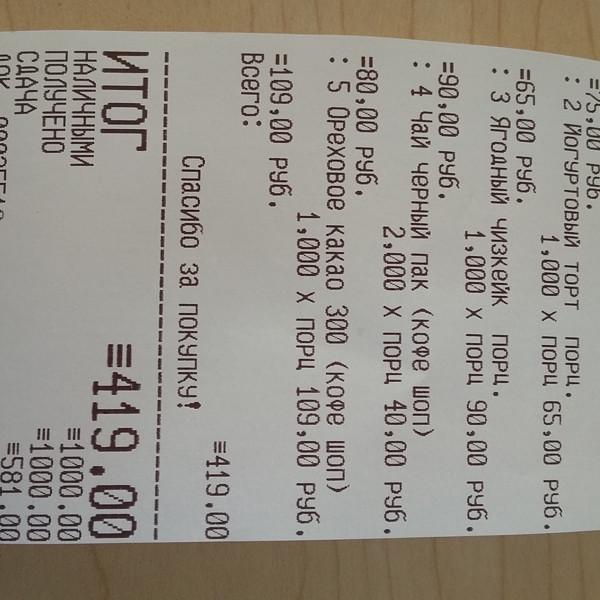 =75,00 руб.
: 2 Йогуртовый торт порц.
1,000 X порц 65,00 руб.
=65,00 руб.
: 3 Ягодный чизкейк порц.
1,000 X порц 90,00 руб.
=90,00 руб.
: 4 Чай черный пак (кофе шоп)
2,000 X порц 40,00 руб.
=80,00 руб.
: 5 Ореховое какао 300 (кофе шоп)
1,000 X порц 109,00 руб.
=109,00 руб.
Всего:
≡419.00
Спасибо за покупку!
ИТОГ ≡419.00
НАЛИЧНЫМИ ≡1000.00
ПОЛУЧЕНО ≡1000.00
СДАЧА ≡581.00